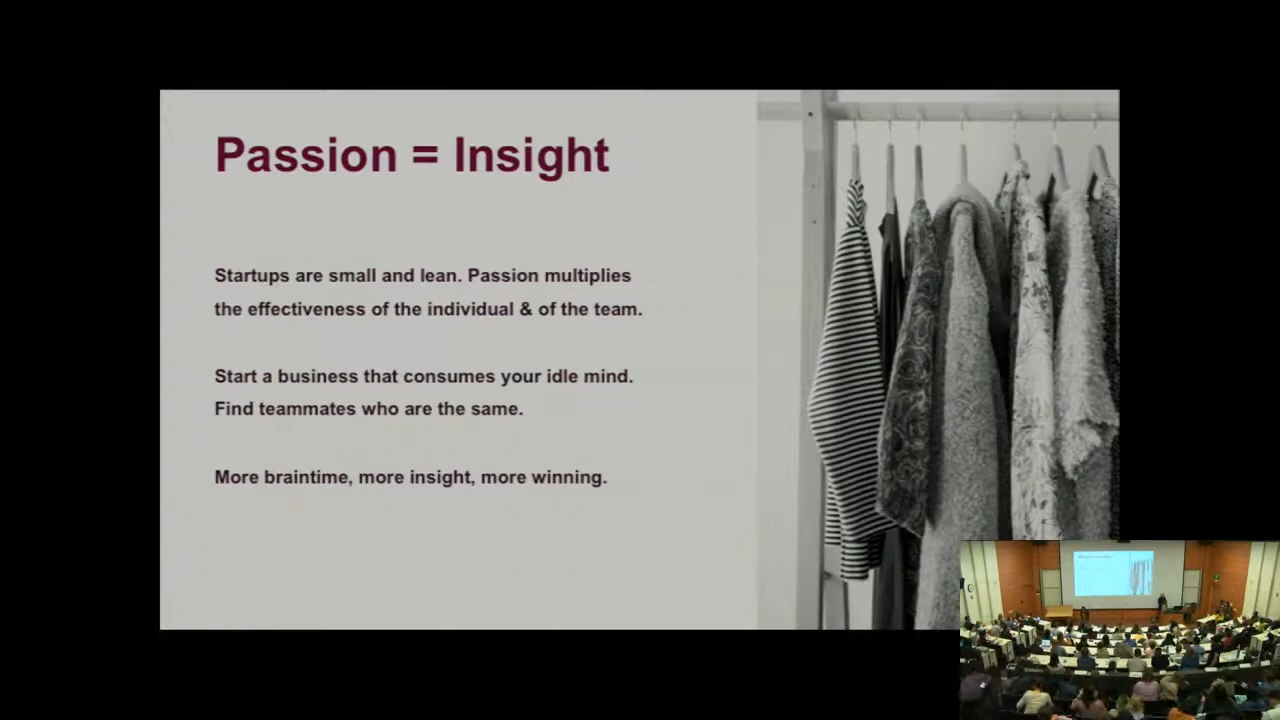 Passion = Insight
Startups are small and lean. Passion multiplies
the effectiveness of the individual & of the team.
Start a business that consumes your idle mind.
Find teammates who are the same.
More braintime, more insight, more winning.